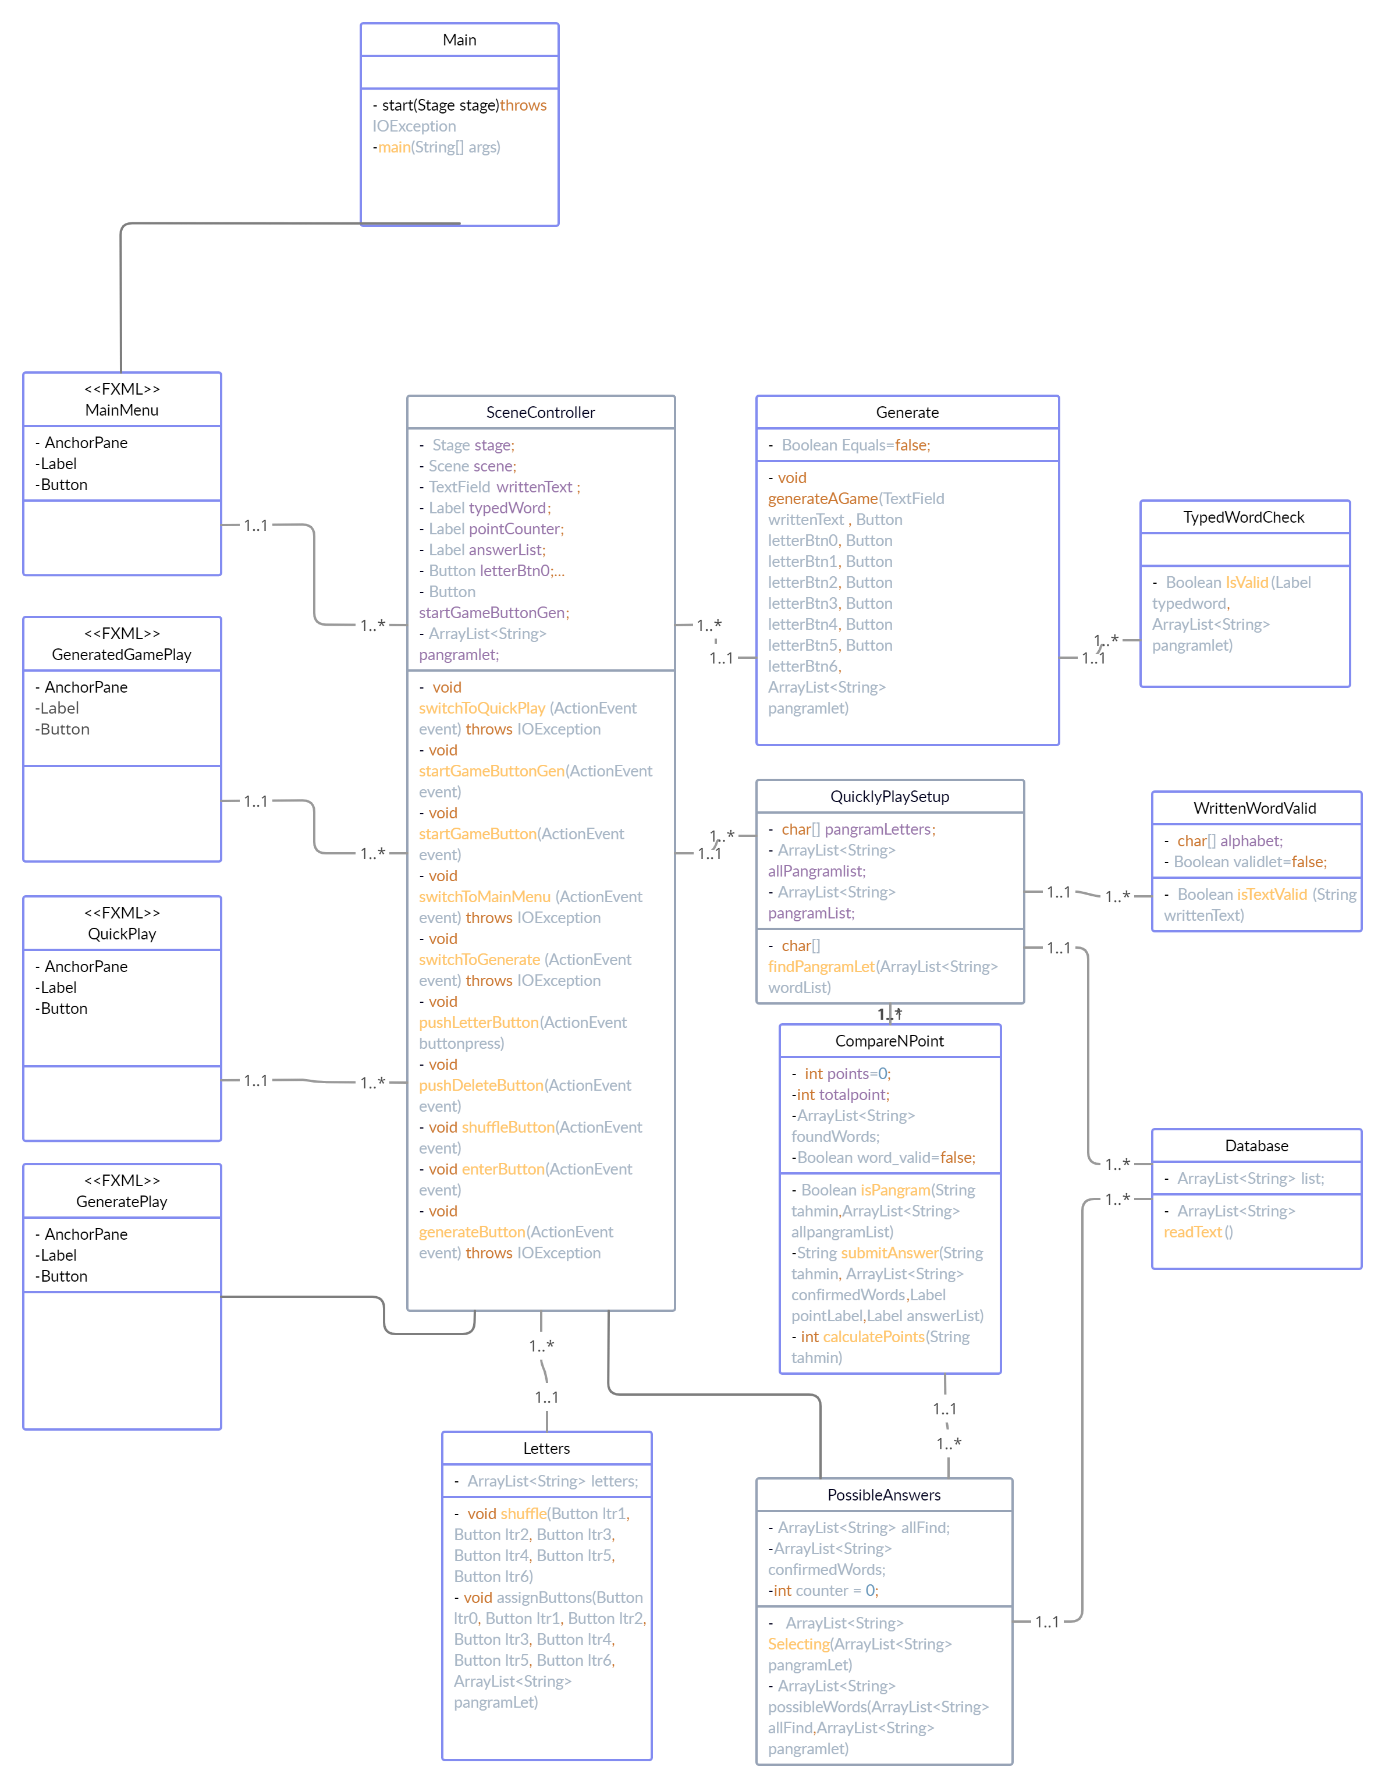 Main
- start(Stage stage)throws
IOException
-main(String[] args)
<<FXML>>
MainMenu
- AnchorPane
-Label
-Button
1..1
1..*
<<FXML>>
GeneratedGamePlay
- AnchorPane
-Label
-Button
1..1
1..*
<<FXML>>
QuickPlay
- AnchorPane
-Label
-Button
1..1
1..*
<<FXML>>
GeneratePlay
- AnchorPane
-Label
-Button
SceneController
- Stage stage;
- Scene scene;
- TextField writtenText ;
- Label typedWord;
- Label pointCounter;
- Label answerList;
- Button letterBtn0;...
- Button
startGameButtonGen;
- ArrayList<String>
pangramlet;
- void
switchToQuickPlay (ActionEvent
event) throws IOException
- void
startGameButtonGen(ActionEvent
event)
- void
startGameButton(ActionEvent
event)
- void
switchToMainMenu (ActionEvent
event) throws IOException
- void
switchToGenerate (ActionEvent
event) throws IOException
- void
pushLetterButton(ActionEvent
buttonpress)
- void
pushDeleteButton(ActionEvent
event)
- void shuffleButton(ActionEvent
event)
- void enterButton(ActionEvent
event)
- void
generateButton(ActionEvent
event) throws IOException
1..*
1..1
1..*
1..1
1..*
1..1
Letters
- ArrayList<String> letters;
- void shuffle(Button ltr1,
Button ltr2, Button ltr3,
Button ltr4, Button ltr5,
Button ltr6)
- void assignButtons(Button
ltr0, Button ltr1, Button ltr2,
Button ltr3, Button ltr4,
Button ltr5, Button ltr6,
ArrayList<String>
pangramLet)
Generate
- Boolean Equals=false;
- void
generateAGame(TextField
writtenText , Button
letterBtn0, Button
letterBtn1, Button
letterBtn2, Button
letterBtn3, Button
letterBtn4, Button
letterBtn5, Button
letterBtn6,
ArrayList<String>
pangramlet)
1..*
1..1
TypedWordCheck
- Boolean IsValid(Label
typedword,
ArrayList<String>
pangramlet)
QuicklyPlaySetup
- char[] pangramLetters;
- ArrayList<String>
allPangramlist;
- ArrayList<String>
pangramList;
- char[]
findPangramLet(ArrayList<String>
wordList)
1..1
1..*
1..1
1..*
1..*
WrittenWordValid
- char[] alphabet;
- Boolean validlet=false;
- Boolean isTextValid (String
writtenText)
CompareNPoint
- int points=0;
-int totalpoint;
-ArrayList<String>
foundWords;
-Boolean word_valid=false;
- Boolean isPangram(String
tahmin,ArrayList<String>
allpangramList)
-String submitAnswer(String
tahmin, ArrayList<String>
confirmedWords,Label
pointLabel,Label answerList)
- int calculatePoints(String
tahmin)
1..1
1..*
Database
- ArrayList<String> list;
- ArrayList<String>
readText()
1..*
1..1
PossibleAnswers
- ArrayList<String> allFind;
-ArrayList<String>
confirmedWords;
-int counter = 0;
- ArrayList<String>
Selecting(ArrayList<String>
pangramLet)
- ArrayList<String>
possibleWords(ArrayList<String>
allFind,ArrayList<String>
pangramlet)